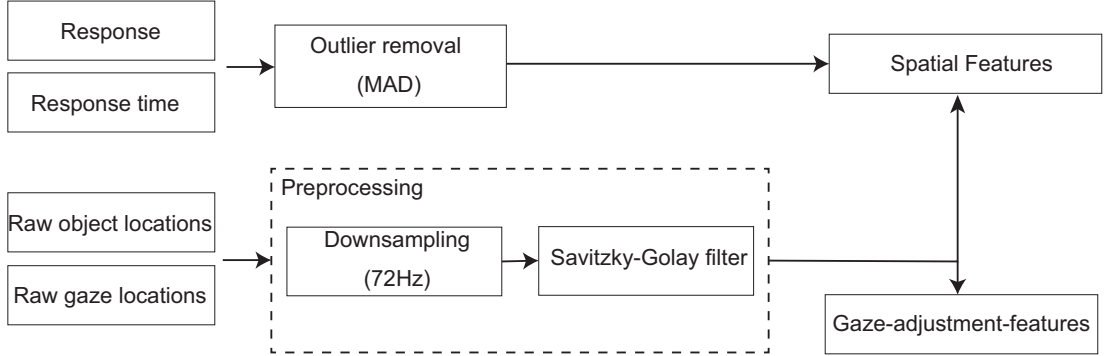 Response
Response time
Outlier removal
(MAD)
Spatial Features
Raw object locations
Raw gaze locations
Preprocessing
Downsampling
(72Hz)
Savitzky-Golay filter
Gaze-adjustment-features